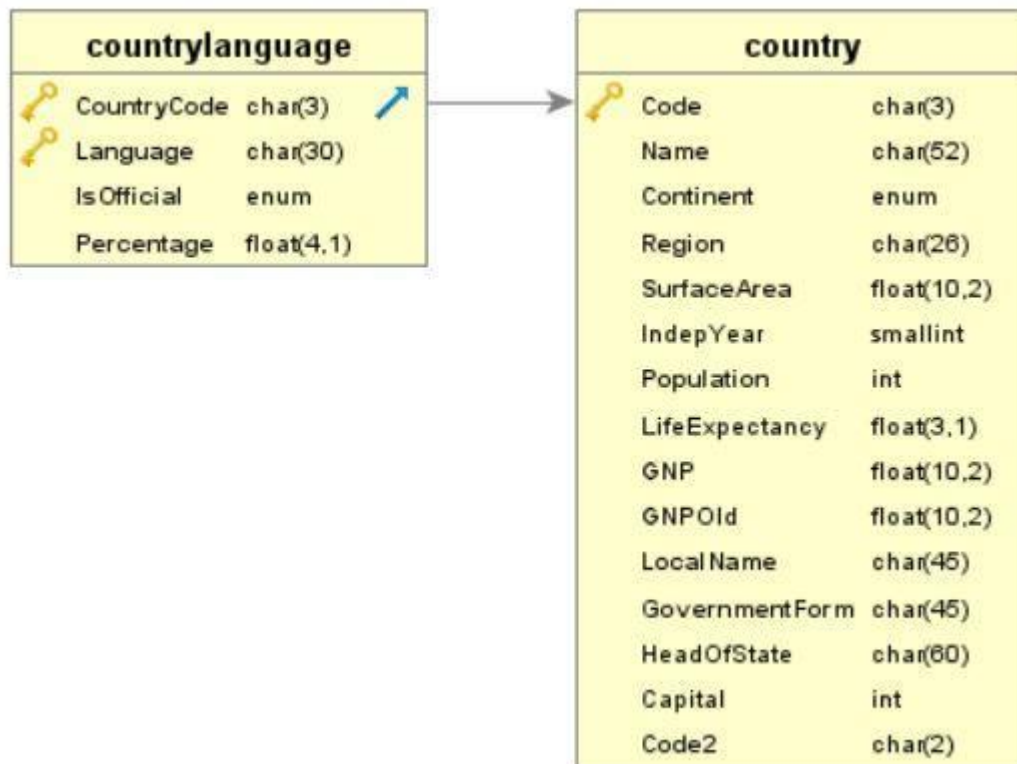 countrylanguage
CountryCode char(3)
Language char(30)
IsOfficial enum
Percentage float(4,1)
country
Code char(3)
Name char(52)
Continent enum
Region char(26)
SurfaceArea float(10,2)
IndepYear smallint
Population int
LifeExpectancy float(3,1)
GNP float(10,2)
GNPOld float(10,2)
LocalName char(45)
GovernmentForm char(45)
HeadOfState char(60)
Capital int
Code2 char(2)